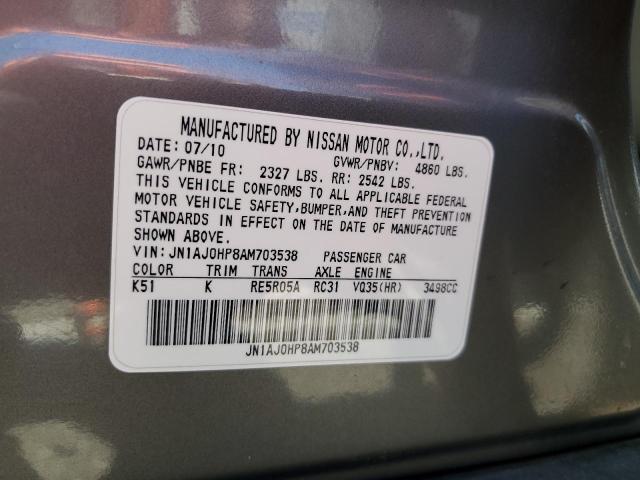 MANUFACTURED BY NISSAN MOTOR CO.,LTD.
DATE: 07/10 GVWR/PNBV: 4860 LBS.
GAWR/PNBE FR: 2327 LBS. RR: 2542 LBS.
THIS VEHICLE CONFORMS TO ALL APPLICABLE FEDERAL
MOTOR VEHICLE SAFETY,BUMPER,AND THEFT PREVENTION
STANDARDS IN EFFECT ON THE DATE OF MANUFACTURE
SHOWN ABOVE.
VIN: JN1AJ0HP8AM703538 PASSENGER CAR
COLOR TRIM TRANS AXLE ENGINE
K51 K RE5R05A RC31 VQ35(HR) 3498CC
JN1AJ0HP8AM703538